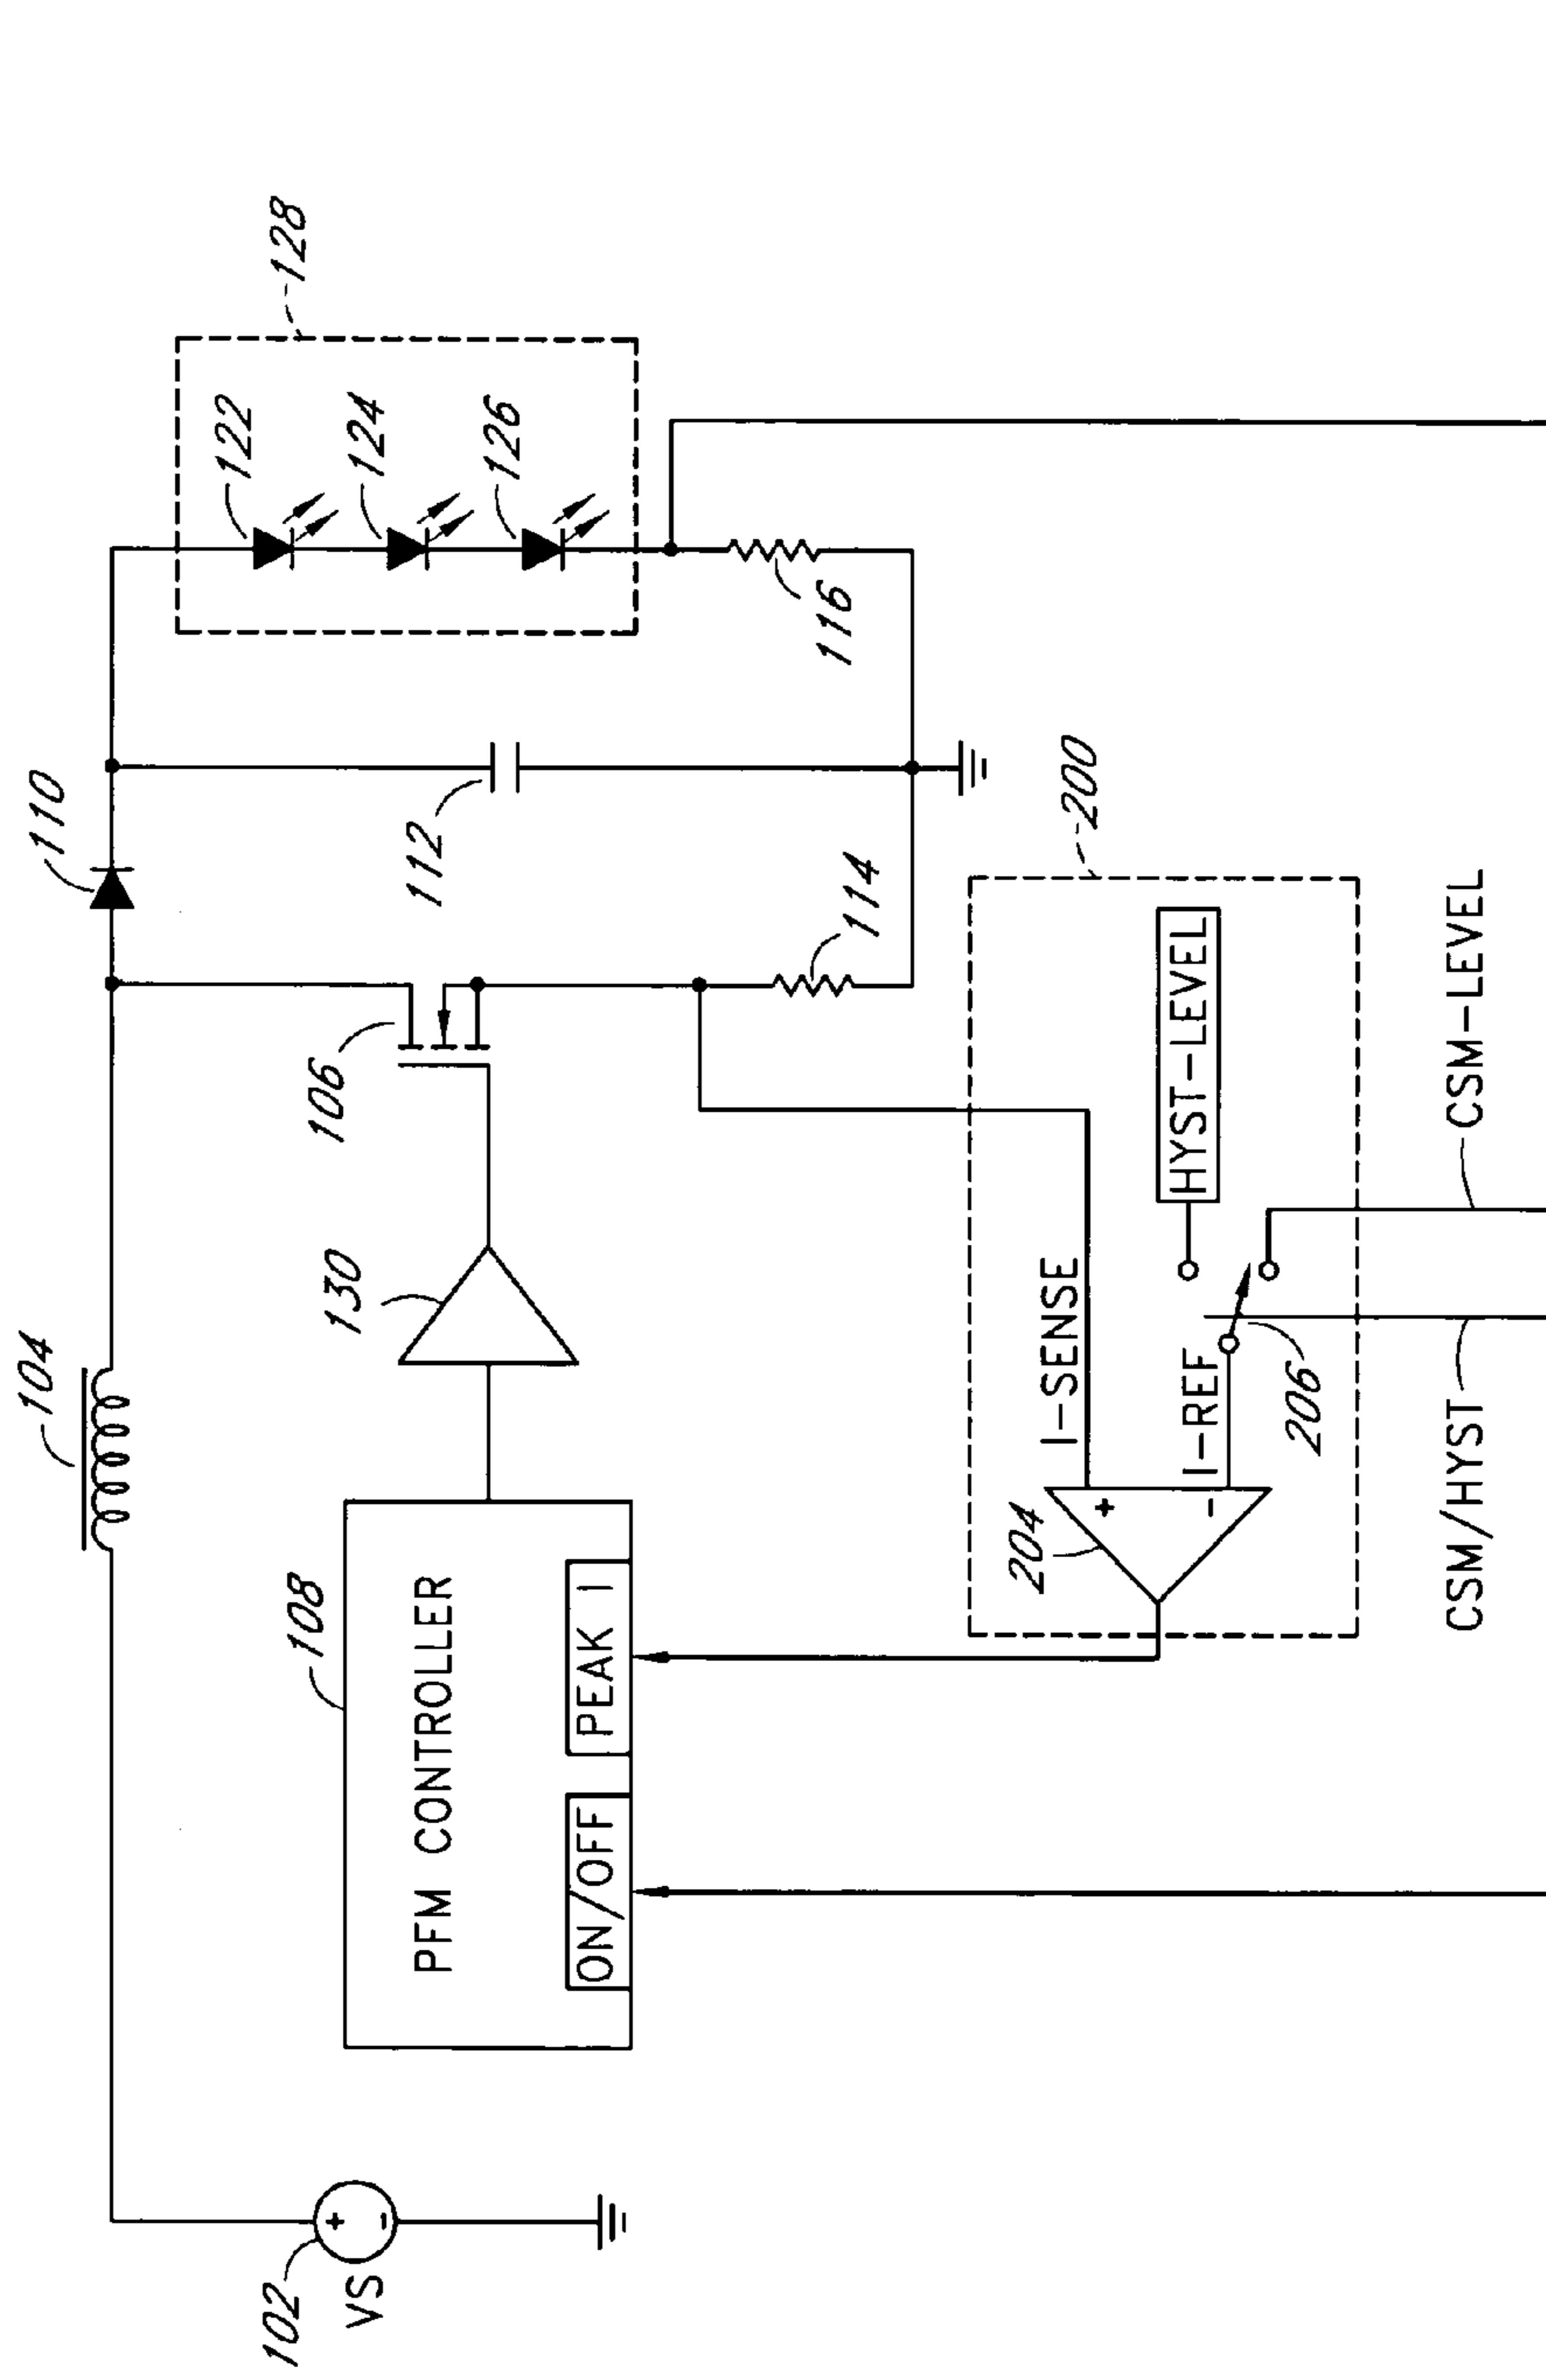 104
110
128
122
124
126
102
VS
+
-
108
PFM CONTROLLER
ON/OFF
PEAK I
130
106
112
114
116
200
204
+
-
I-SENSE
I-REF
HYST-LEVEL
206
CSM/HYST
CSM-LEVEL